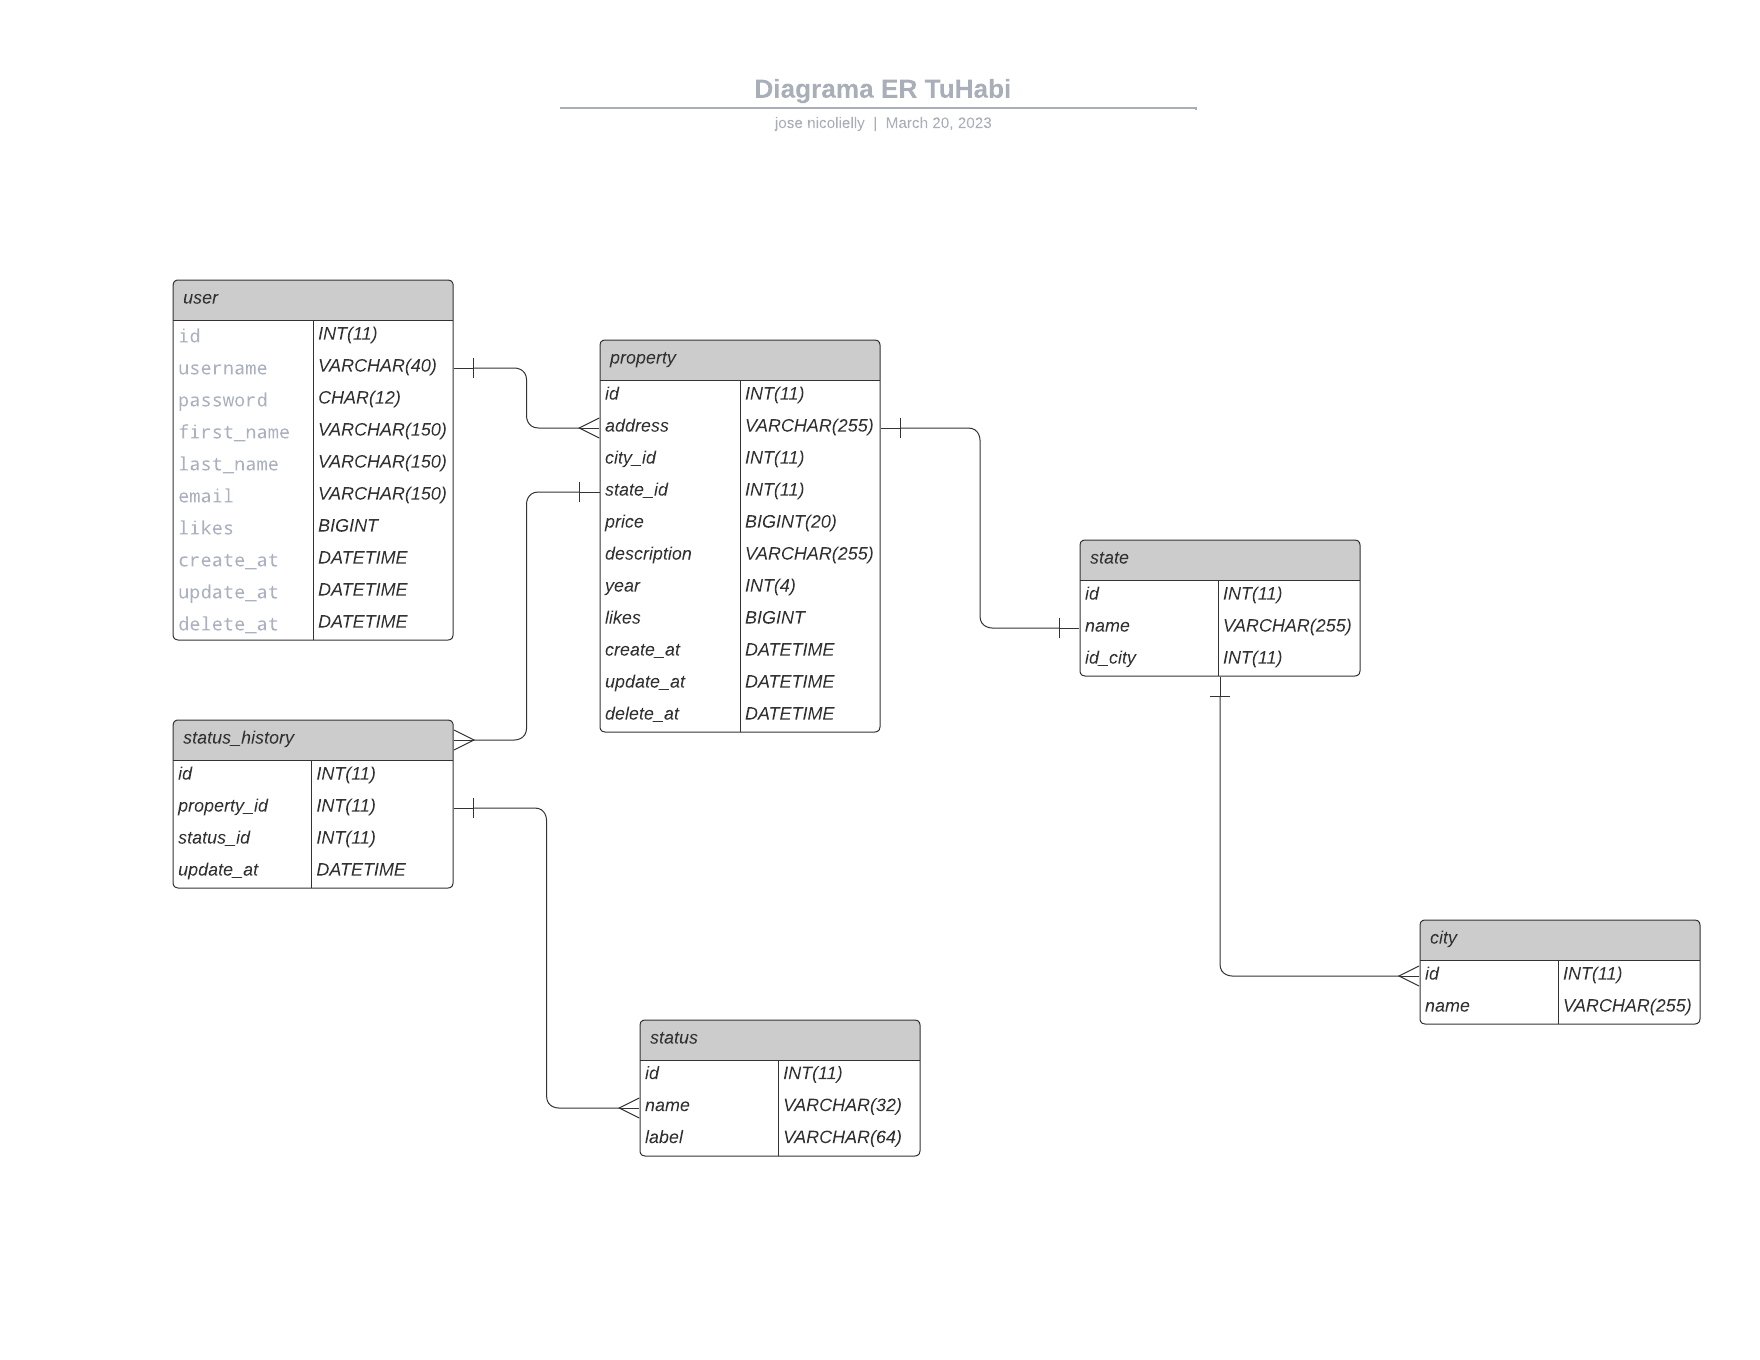 Diagrama ER TuHabi
jose nicolielly | March 20, 2023
user
id INT(11)
username VARCHAR(40)
password CHAR(12)
first_name VARCHAR(150)
last_name VARCHAR(150)
email VARCHAR(150)
likes BIGINT
create_at DATETIME
update_at DATETIME
delete_at DATETIME
property
id INT(11)
address VARCHAR(255)
city_id INT(11)
state_id INT(11)
price BIGINT(20)
description VARCHAR(255)
year INT(4)
likes BIGINT
create_at DATETIME
update_at DATETIME
delete_at DATETIME
state
id INT(11)
name VARCHAR(255)
id_city INT(11)
status_history
id INT(11)
property_id INT(11)
status_id INT(11)
update_at DATETIME
city
id INT(11)
name VARCHAR(255)
status
id INT(11)
name VARCHAR(32)
label VARCHAR(64)